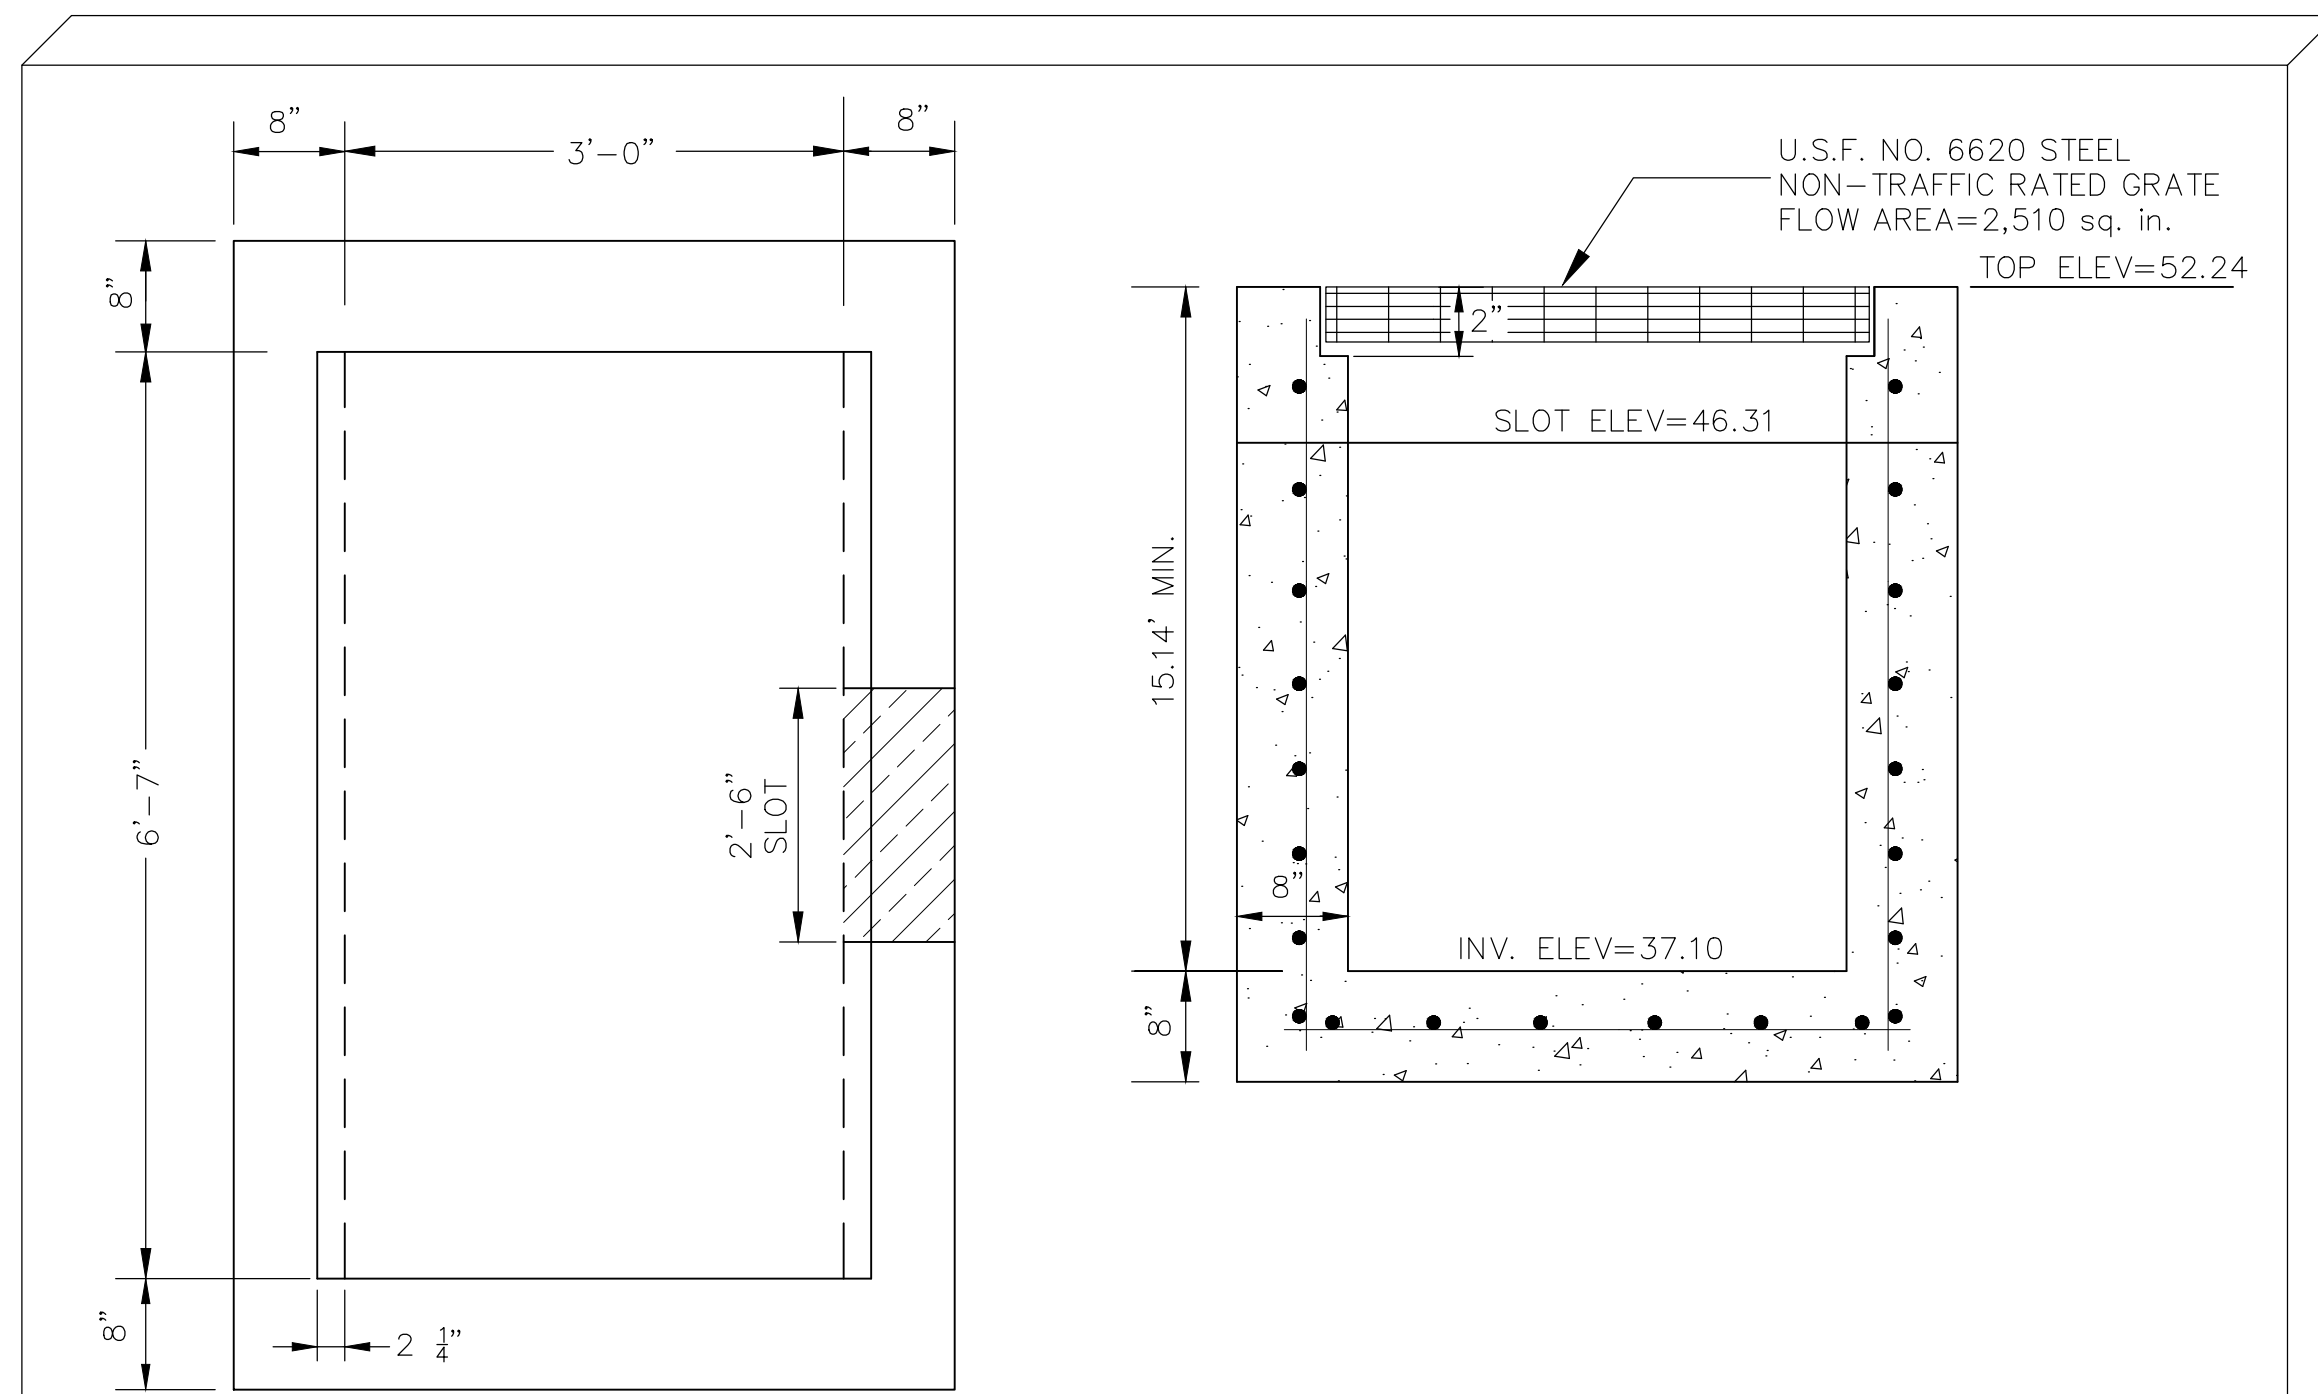 8”
3’-0”
8”
8”
6’-7”
2’-6”
SLOT
8”
2 1/4”
U.S.F. NO. 6620 STEEL
NON-TRAFFIC RATED GRATE
FLOW AREA=2,510 sq. in.
TOP ELEV=52.24
2”
SLOT ELEV=46.31
15.14’ MIN.
8”
INV. ELEV=37.10
8”